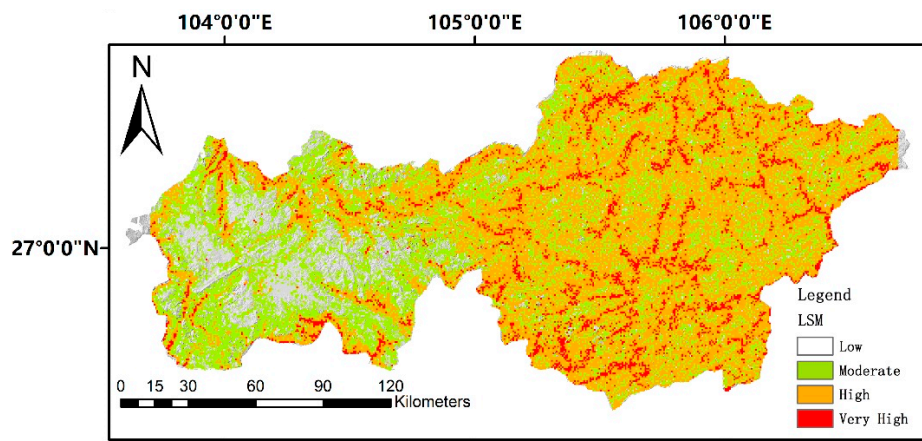 104°0'0"E 105°0'0"E 106°0'0"E
N
27°0'0"N
Legend
LSM
Low
Moderate
High
Very High
0 15 30 60 90 120
Kilometers